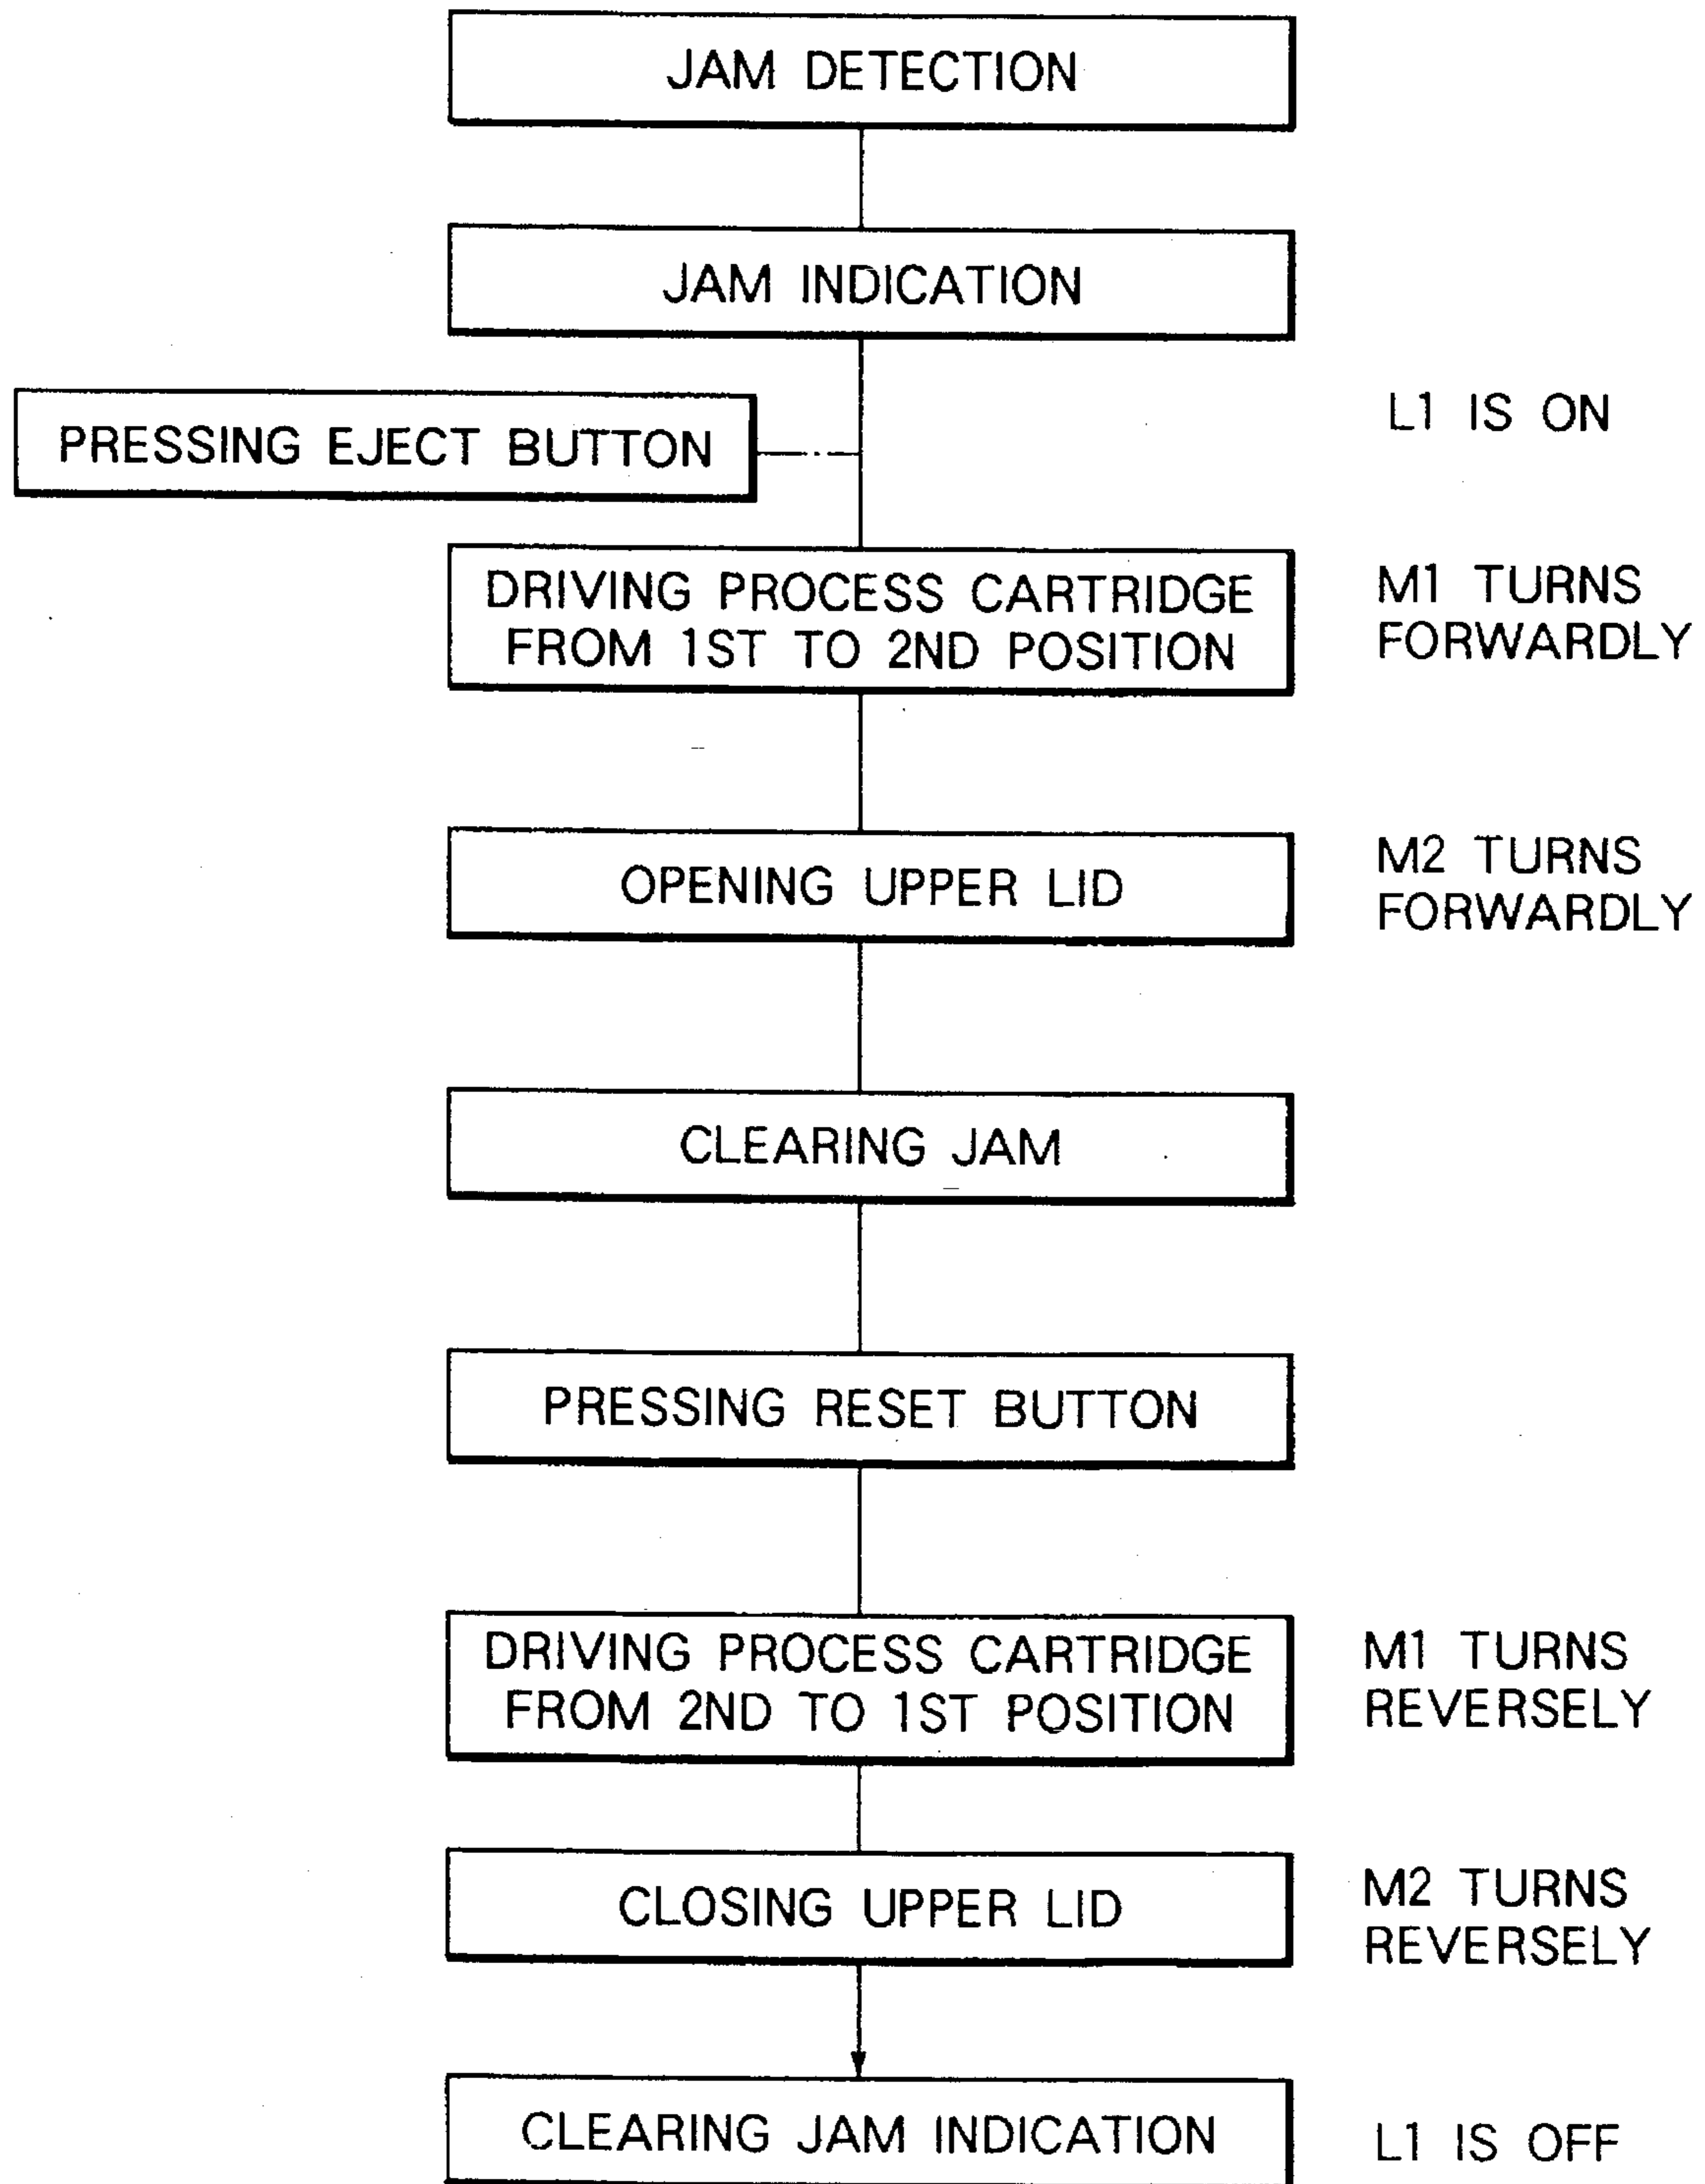 JAM DETECTION
JAM INDICATION
L1 IS ON
PRESSING EJECT BUTTON
DRIVING PROCESS CARTRIDGE
FROM 1ST TO 2ND POSITION
M1 TURNS
FORWARDLY
OPENING UPPER LID
M2 TURNS
FORWARDLY
CLEARING JAM
PRESSING RESET BUTTON
DRIVING PROCESS CARTRIDGE
FROM 2ND TO 1ST POSITION
M1 TURNS
REVERSELY
CLOSING UPPER LID
M2 TURNS
REVERSELY
CLEARING JAM INDICATION
L1 IS OFF